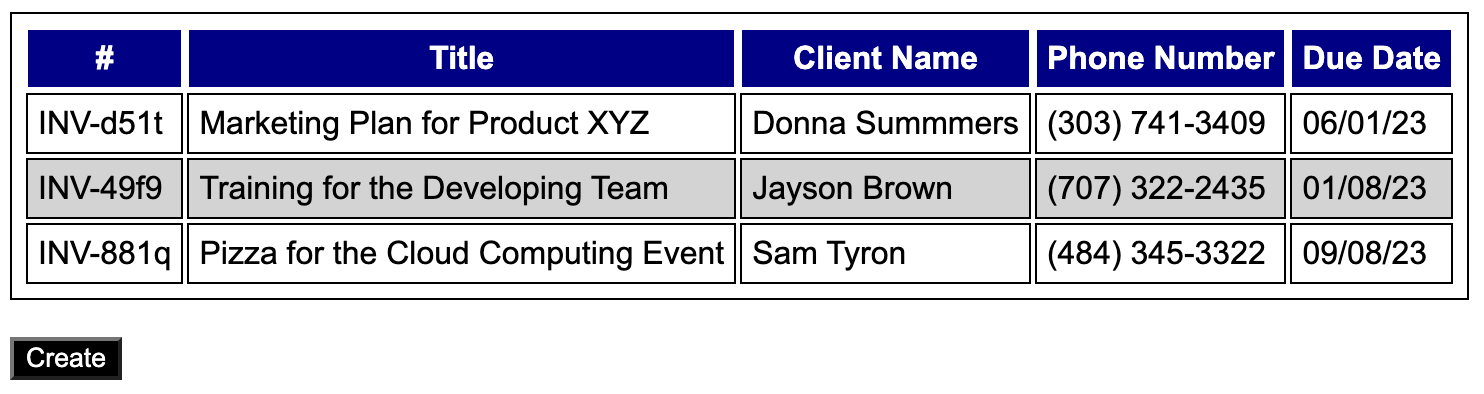 # Title Client Name Phone Number Due Date
INV-d51t Marketing Plan for Product XYZ Donna Summmers (303) 741-3409 06/01/23
INV-49f9 Training for the Developing Team Jayson Brown (707) 322-2435 01/08/23
INV-881q Pizza for the Cloud Computing Event Sam Tyron (484) 345-3322 09/08/23
Create